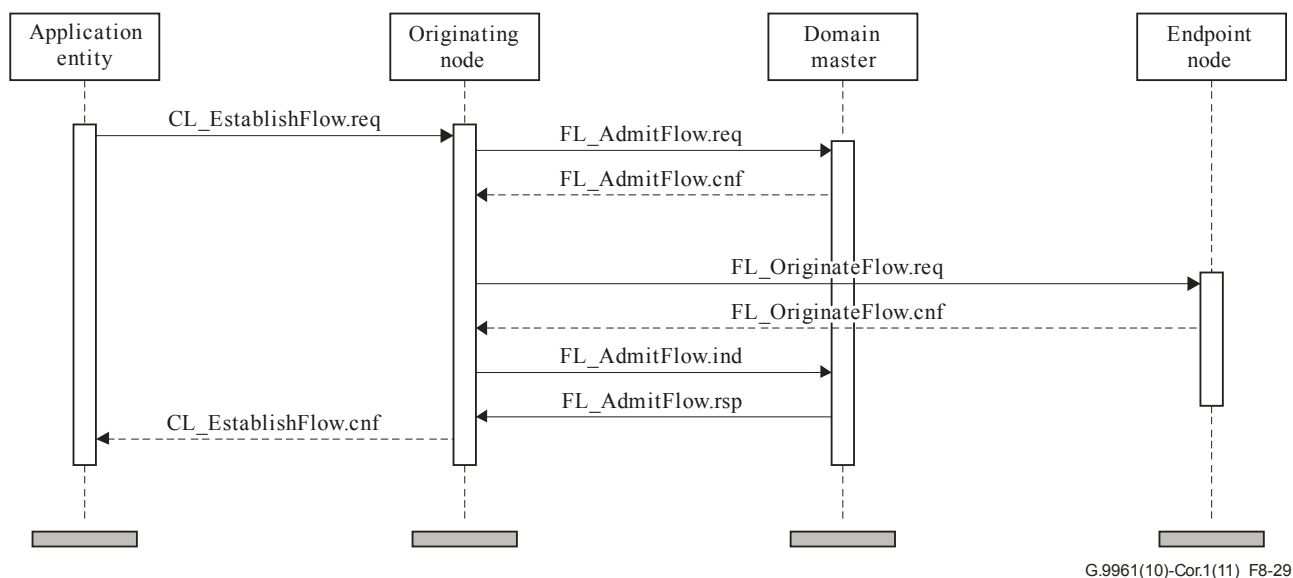 Application
entity
Originating
node
Domain
master
Endpoint
node
CL_EstablishFlow.req
FL_AdmitFlow.req
FL_AdmitFlow.cnf
FL_OriginateFlow.req
FL_OriginateFlow.cnf
FL_AdmitFlow.ind
FL_AdmitFlow.rsp
CL_EstablishFlow.cnf
G.9961(10)-Cor.1(11)_F8-29